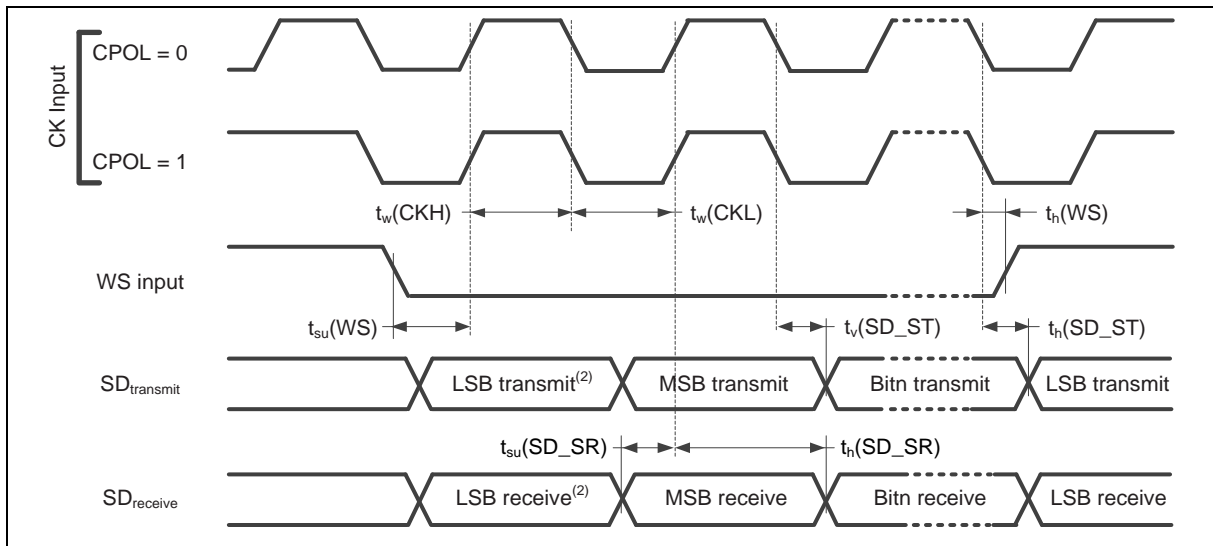 CK Input
CPOL = 0
CPOL = 1
tw(CKH)
tw(CKL)
th(WS)
WS input
tsu(WS)
tv(SD_ST)
th(SD_ST)
SDtransmit
LSB transmit(2)
MSB transmit
Bitn transmit
LSB transmit
tsu(SD_SR)
th(SD_SR)
SDreceive
LSB receive(2)
MSB receive
Bitn receive
LSB receive